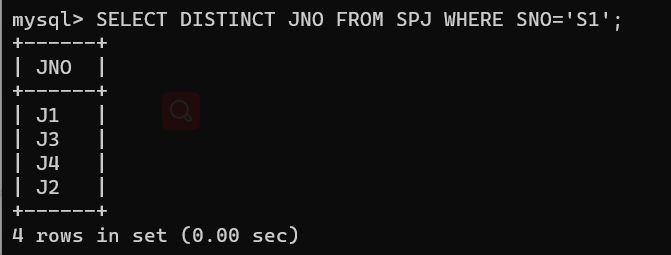 mysql> SELECT DISTINCT JNO FROM SPJ WHERE SNO='S1';
+------+
| JNO  |
+------+
| J1   |
| J3   |
| J4   |
| J2   |
+------+
4 rows in set (0.00 sec)